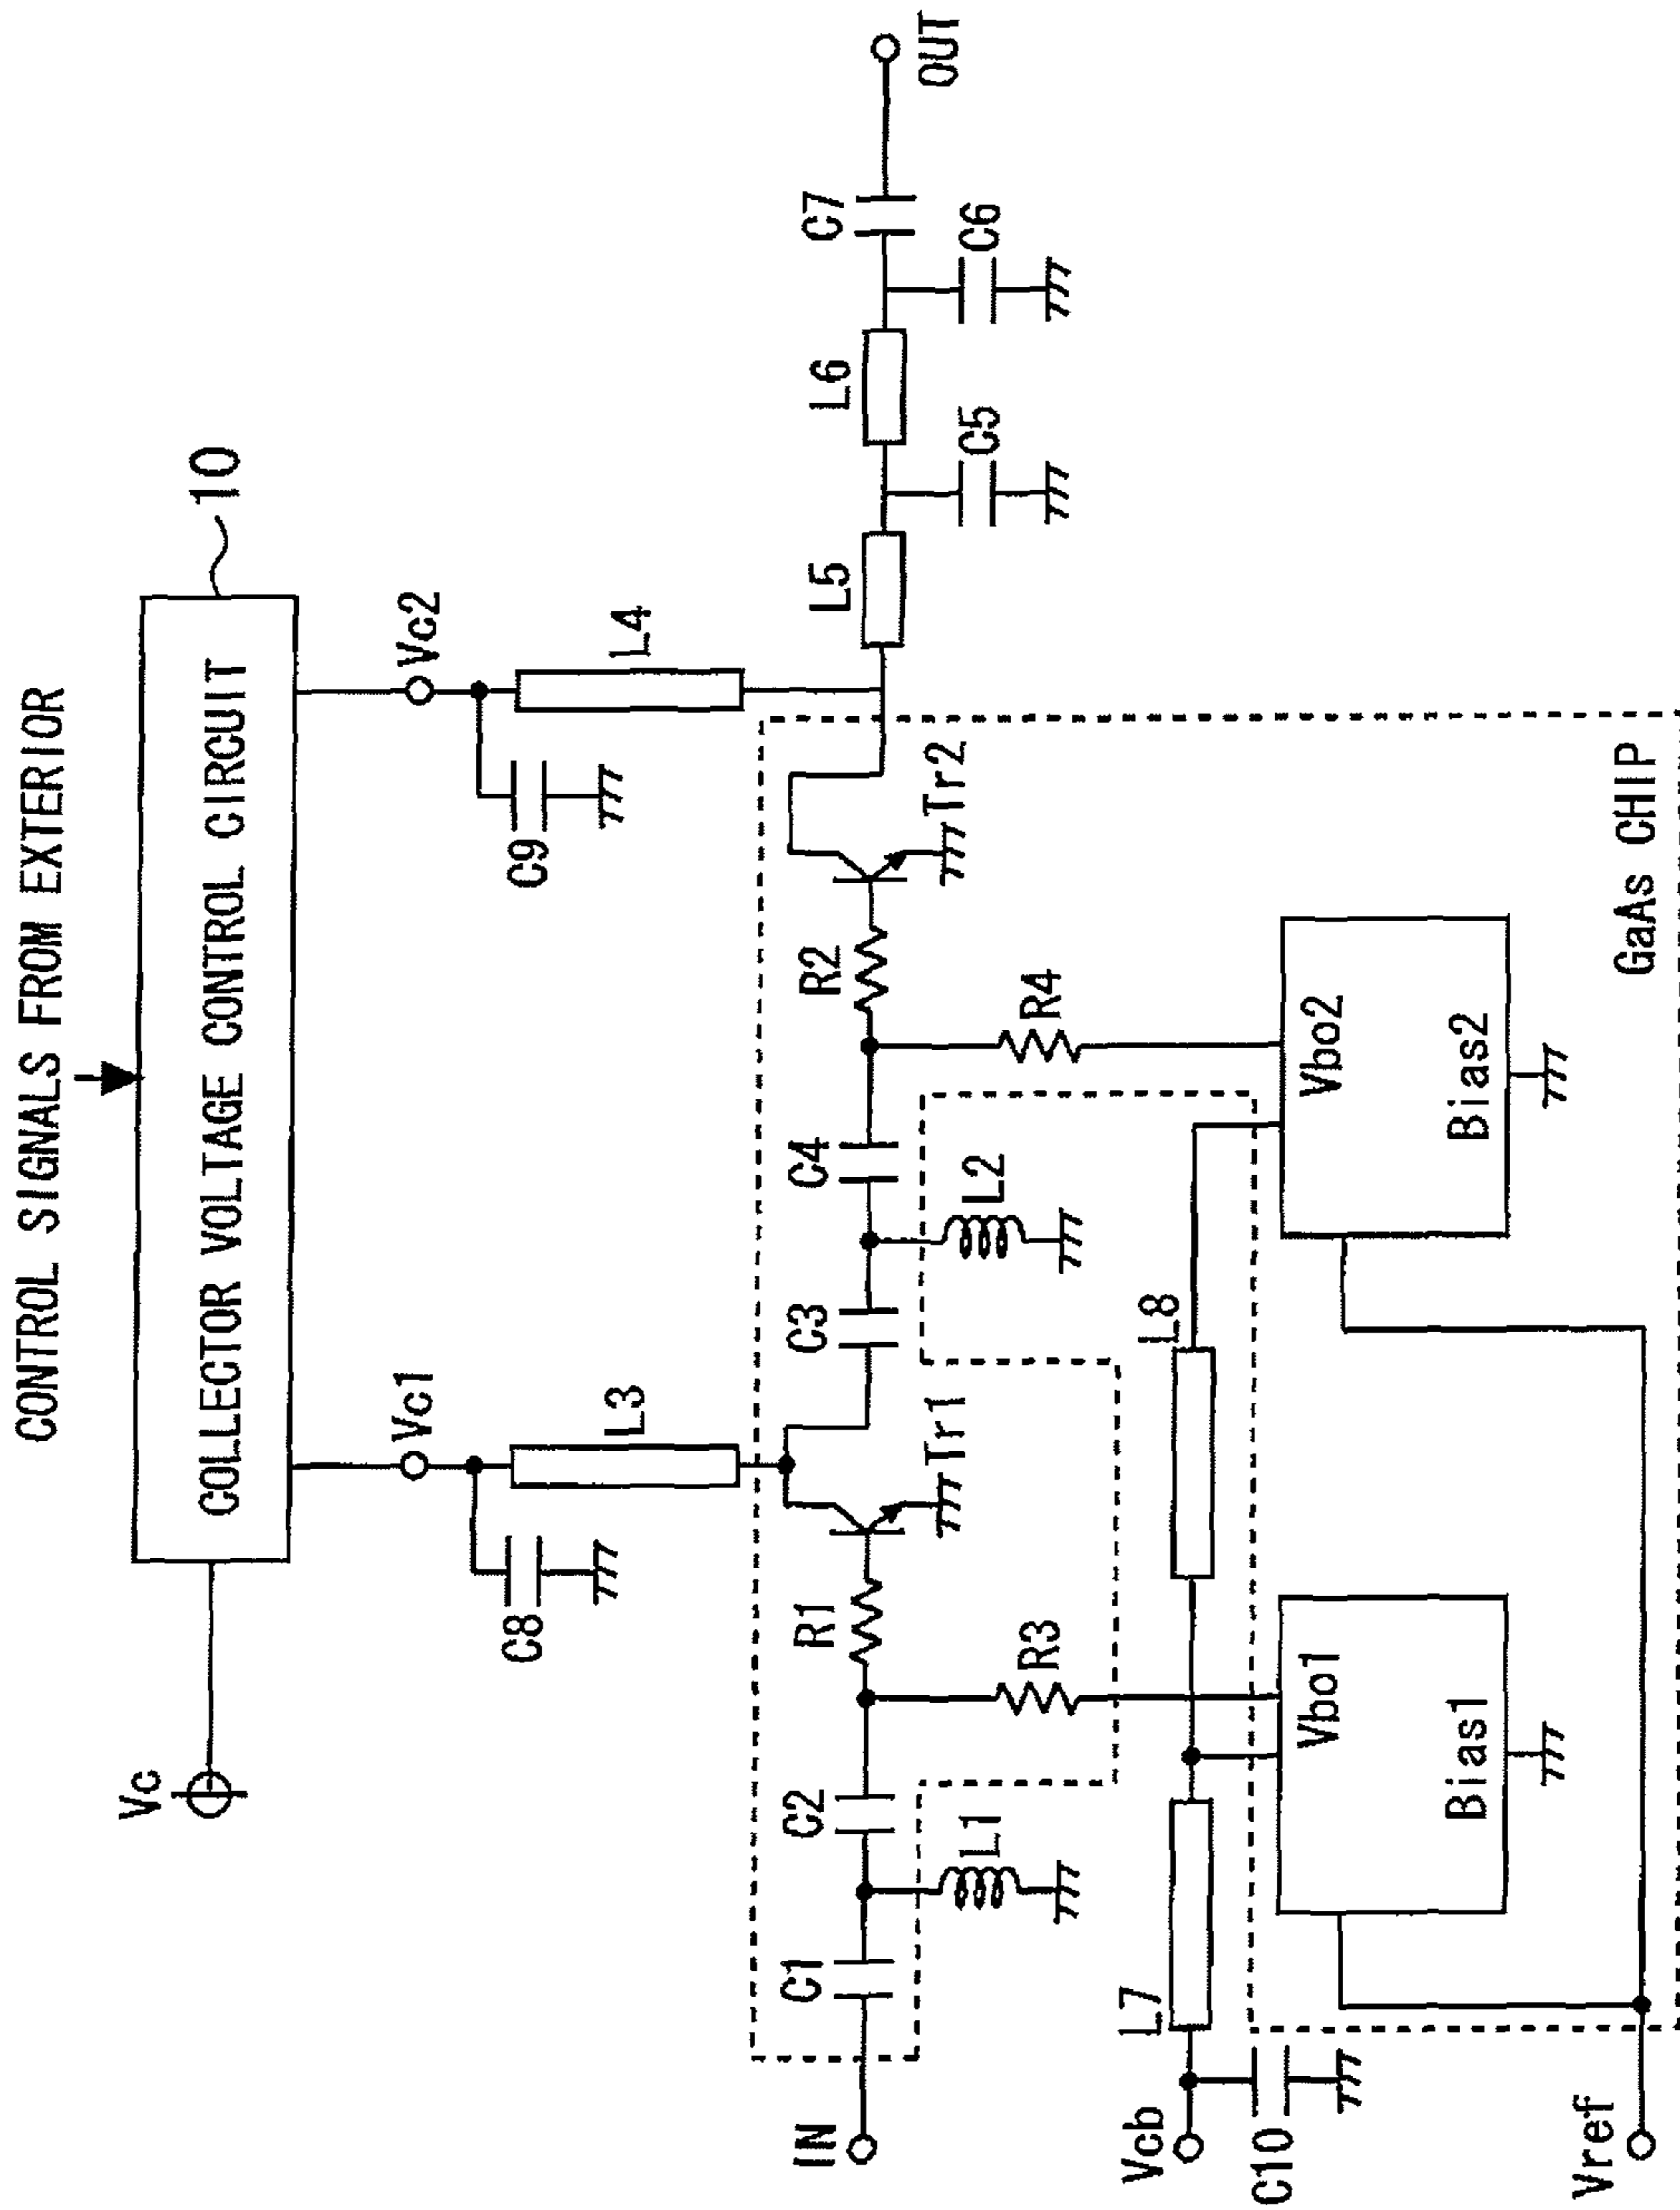 CONTROL SIGNALS FROM EXTERIOR
COLLECTOR VOLTAGE CONTROL CIRCUIT
10
Vc
Vc1
Vc2
C8
L3
C9
L4
IN
C1
L1
C2
R1
R3
Tr1
C3
L2
C4
R2
R4
Tr2
L5
C5
L6
C6
C7
OUT
Vcb
C10
L7
L8
Vbo1
Bias1
Vbo2
Bias2
GaAs CHIP
Vref